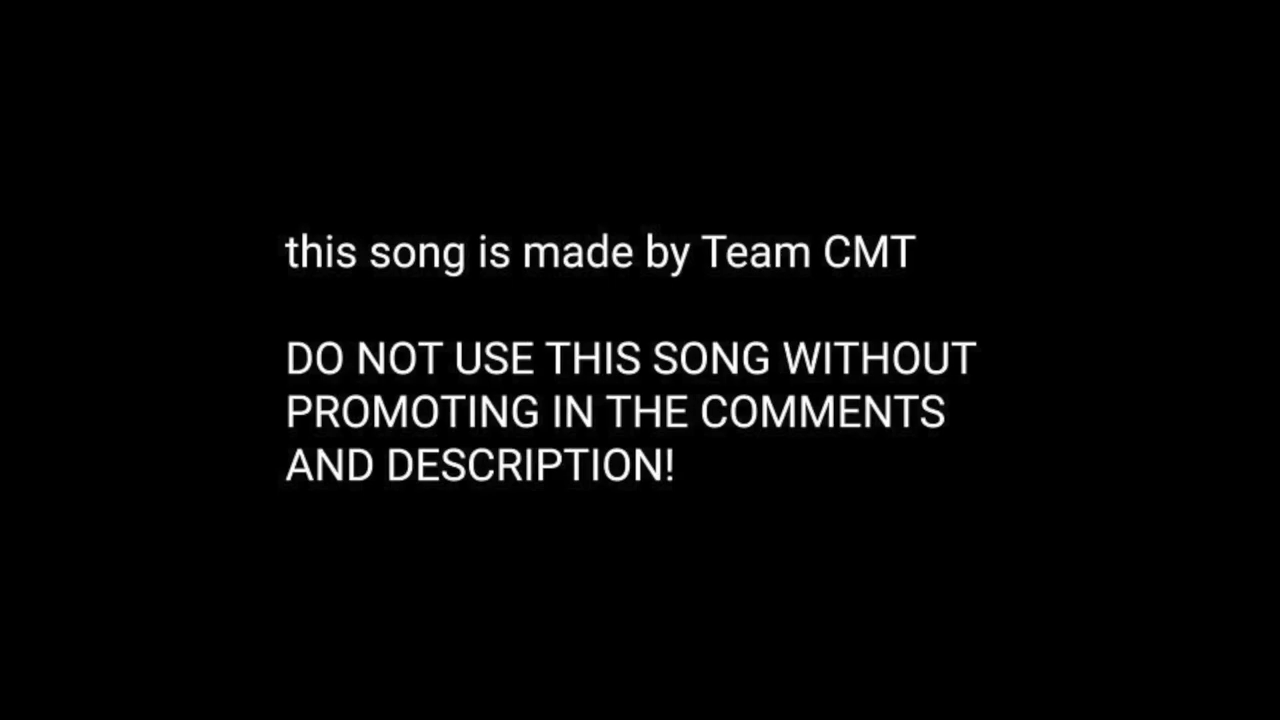 this song is made by Team CMT
DO NOT USE THIS SONG WITHOUT
PROMOTING IN THE COMMENTS
AND DESCRIPTION!